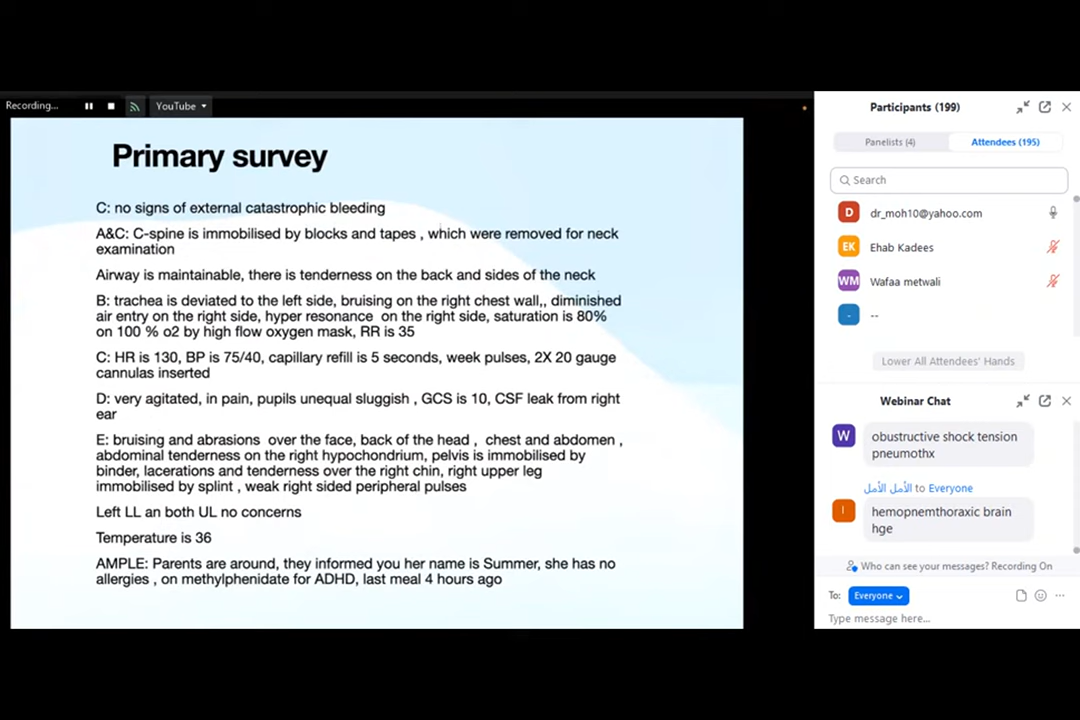 Recording...
YouTube
Primary survey
C: no signs of external catastrophic bleeding
A&C: C-spine is immobilised by blocks and tapes , which were removed for neck
examination
Airway is maintainable, there is tenderness on the back and sides of the neck
B: trachea is deviated to the left side, bruising on the right chest wall,, diminished
air entry on the right side, hyper resonance on the right side, saturation is 80%
on 100 % o2 by high flow oxygen mask, RR is 35
C: HR is 130, BP is 75/40, capillary refill is 5 seconds, week pulses, 2X 20 gauge
cannulas inserted
D: very agitated, in pain, pupils unequal sluggish , GCS is 10, CSF leak from right
ear
E: bruising and abrasions over the face, back of the head , chest and abdomen ,
abdominal tenderness on the right hypochondrium, pelvis is immobilised by
binder, lacerations and tenderness over the right chin, right upper leg
immobilised by splint , weak right sided peripheral pulses
Left LL an both UL no concerns
Temperature is 36
AMPLE: Parents are around, they informed you her name is Summer, she has no
allergies , on methylphenidate for ADHD, last meal 4 hours ago
Participants (199)
Panelists (4)
Attendees (195)
Search
D dr_moh10@yahoo.com
EK Ehab Kadees
WM Wafaa metwali
- --
Lower All Attendees' Hands
Webinar Chat
W
obustructive shock tension
pneumothx
الأمل الأمل to Everyone
I
hemopnemthoraxic brain
hge
Who can see your messages? Recording On
To: Everyone
Type message here...